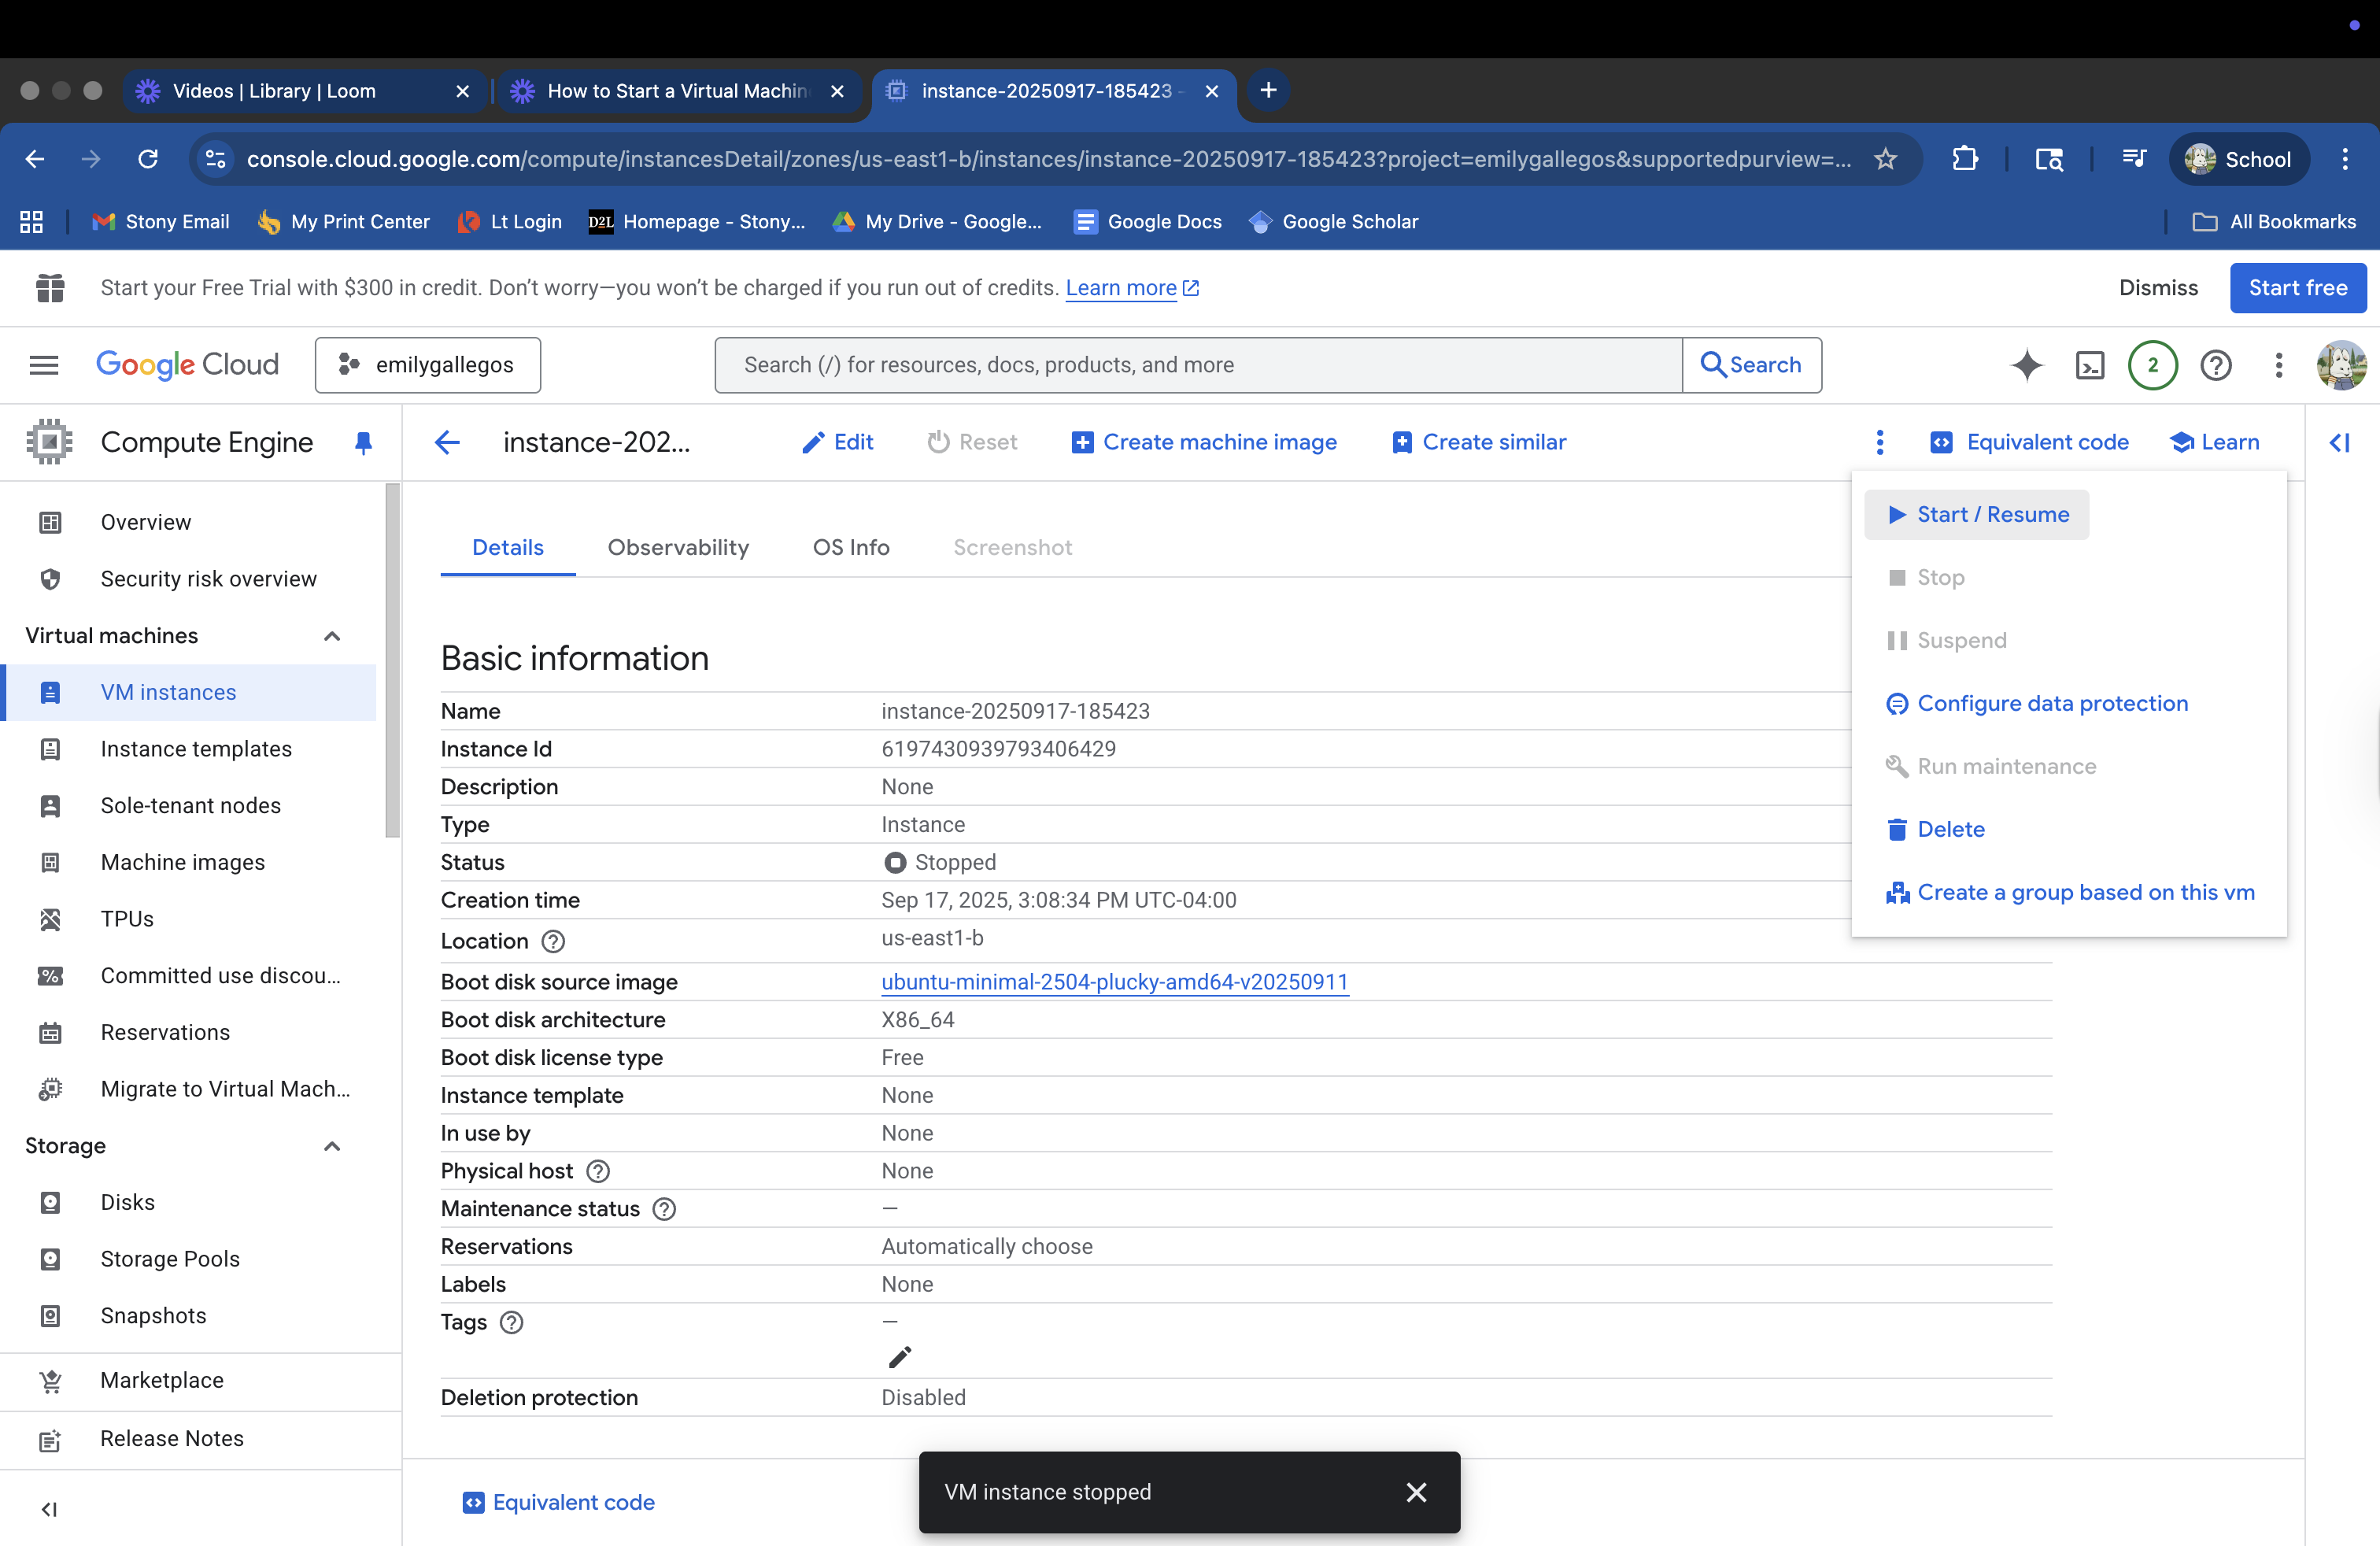 Videos | Library | Loom
How to Start a Virtual Machin
instance-20250917-185423 -
console.cloud.google.com/compute/instancesDetail/zones/us-east1-b/instances/instance-20250917-185423?project=emilygallegos&supportedpurview=...
School
Stony Email
My Print Center
Lt Login
D2L Homepage - Stony...
My Drive - Google...
Google Docs
Google Scholar
All Bookmarks
Start your Free Trial with $300 in credit. Don't worry—you won't be charged if you run out of credits. Learn more
Dismiss
Start free
Google Cloud
emilygallegos
Search (/) for resources, docs, products, and more
Search
2
Compute Engine
instance-202...
Edit
Reset
Create machine image
Create similar
Equivalent code
Learn
Overview
Security risk overview
Virtual machines
VM instances
Instance templates
Sole-tenant nodes
Machine images
TPUs
Committed use discou...
Reservations
Migrate to Virtual Mach...
Storage
Disks
Storage Pools
Snapshots
Marketplace
Release Notes
Details
Observability
OS Info
Screenshot
Basic information
Name instance-20250917-185423
Instance Id 6197430939793406429
Description None
Type Instance
Status Stopped
Creation time Sep 17, 2025, 3:08:34 PM UTC-04:00
Location us-east1-b
Boot disk source image ubuntu-minimal-2504-plucky-amd64-v20250911
Boot disk architecture X86_64
Boot disk license type Free
Instance template None
In use by None
Physical host None
Maintenance status —
Reservations Automatically choose
Labels None
Tags —
Deletion protection Disabled
Equivalent code
Start / Resume
Stop
Suspend
Configure data protection
Run maintenance
Delete
Create a group based on this vm
VM instance stopped